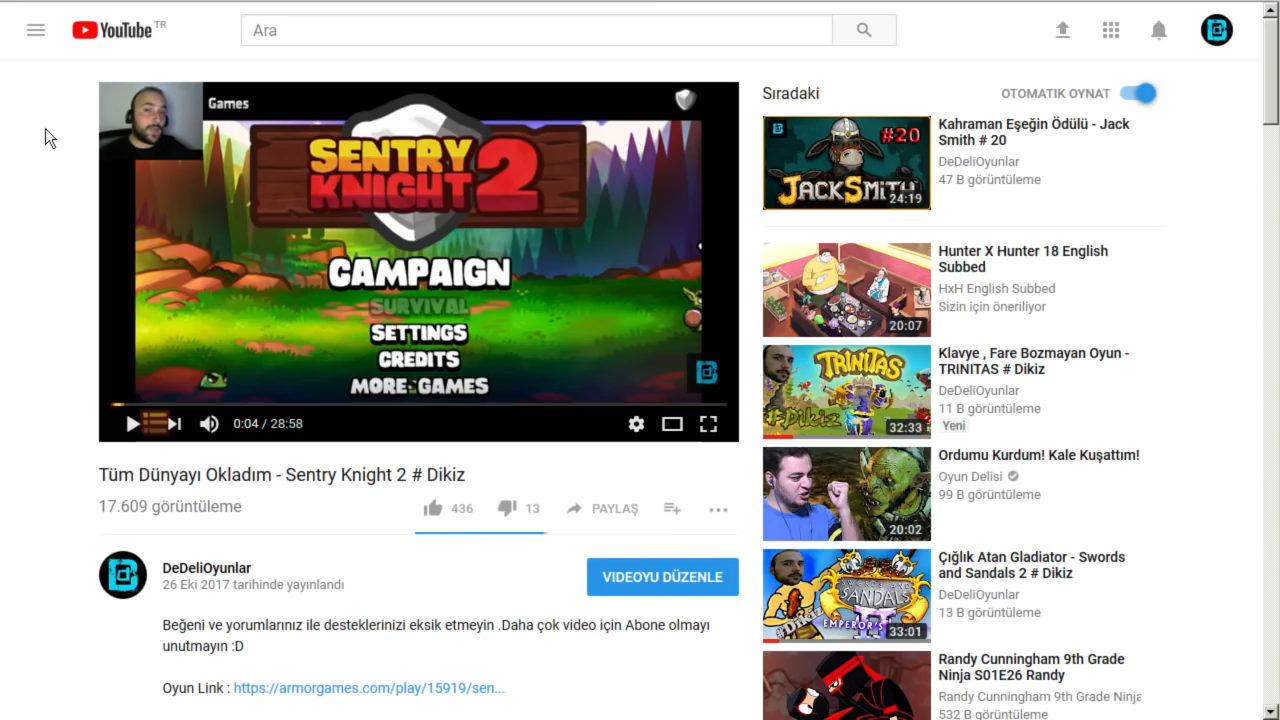 YouTube TR
Ara
Games
SENTRY
KNIGHT 2
CAMPAIGN
SURVIVAL
SETTINGS
CREDITS
MORE GAMES
0:04 / 28:58
Tüm Dünyayı Okladım - Sentry Knight 2 # Dikiz
17.609 görüntüleme
436
13
PAYLAŞ
DeDeliOyunlar
26 Eki 2017 tarihinde yayınlandı
VIDEOYU DÜZENLE
Beğeni ve yorumlarınız ile desteklerinizi eksik etmeyin .Daha çok video için Abone olmayı
unutmayın :D
Oyun Link : https://armorgames.com/play/15919/sen...
Sıradaki
OTOMATIK OYNAT
#20
JACKSMITH
24:19
Kahraman Eşeğin Ödülü - Jack
Smith # 20
DeDeliOyunlar
47 B görüntüleme
20:07
Hunter X Hunter 18 English
Subbed
HxH English Subbed
Sizin için öneriliyor
TRINITAS
#Dikiz
32:33
Klavye , Fare Bozmayan Oyun -
TRINITAS # Dikiz
DeDeliOyunlar
11 B görüntüleme
Yeni
20:02
Ordumu Kurdum! Kale Kuşattım!
Oyun Delisi
99 B görüntüleme
SWORDS AND
SANDALS
EMPEROR'S
#DİKİZ
33:01
Çığlık Atan Gladiator - Swords
and Sandals 2 # Dikiz
DeDeliOyunlar
13 B görüntüleme
Randy Cunningham 9th Grade
Ninja S01E26 Randy
Randy Cunningham 9th Grade Ninja
532 B görüntüleme